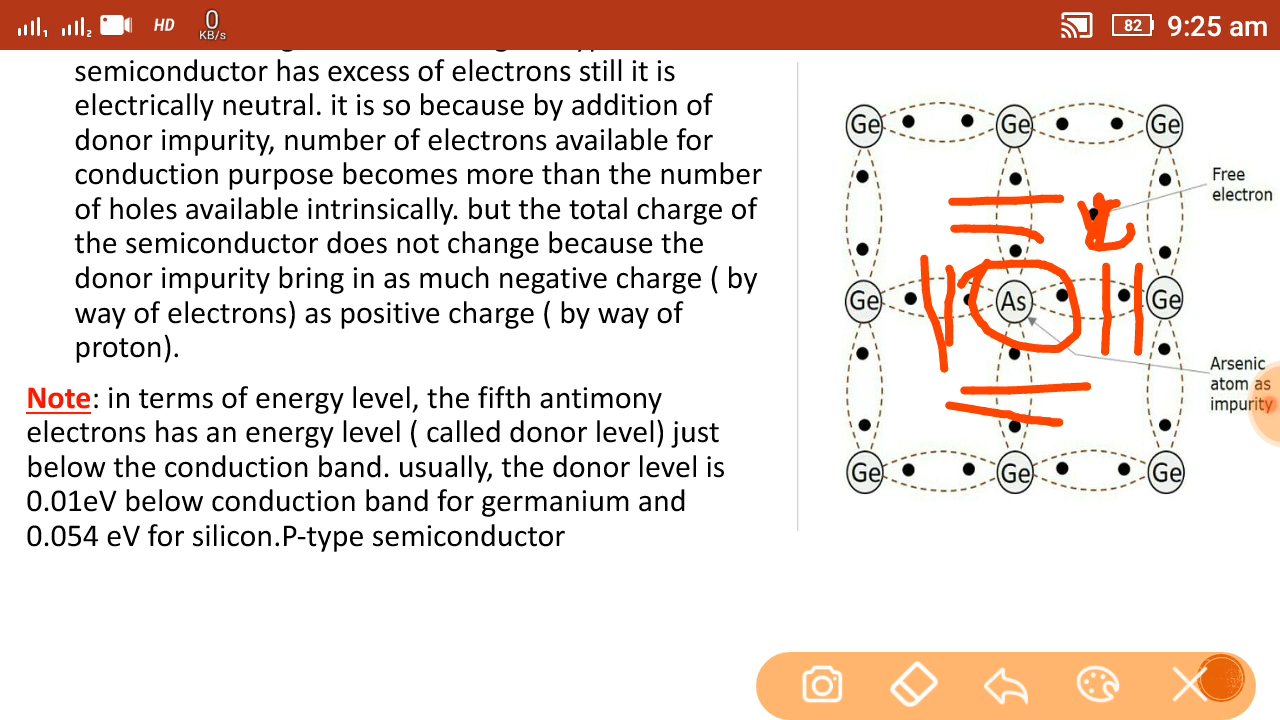 HD
0
KB/s
82
9:25 am
semiconductor has excess of electrons still it is
electrically neutral. it is so because by addition of
donor impurity, number of electrons available for
conduction purpose becomes more than the number
of holes available intrinsically. but the total charge of
the semiconductor does not change because the
donor impurity bring in as much negative charge ( by
way of electrons) as positive charge ( by way of
proton).
Note: in terms of energy level, the fifth antimony
electrons has an energy level ( called donor level) just
below the conduction band. usually, the donor level is
0.01eV below conduction band for germanium and
0.054 eV for silicon.P-type semiconductor
Ge
Ge
Ge
Free
electron
Ge
As
Ge
Arsenic
atom as
impurity
Ge
Ge
Ge